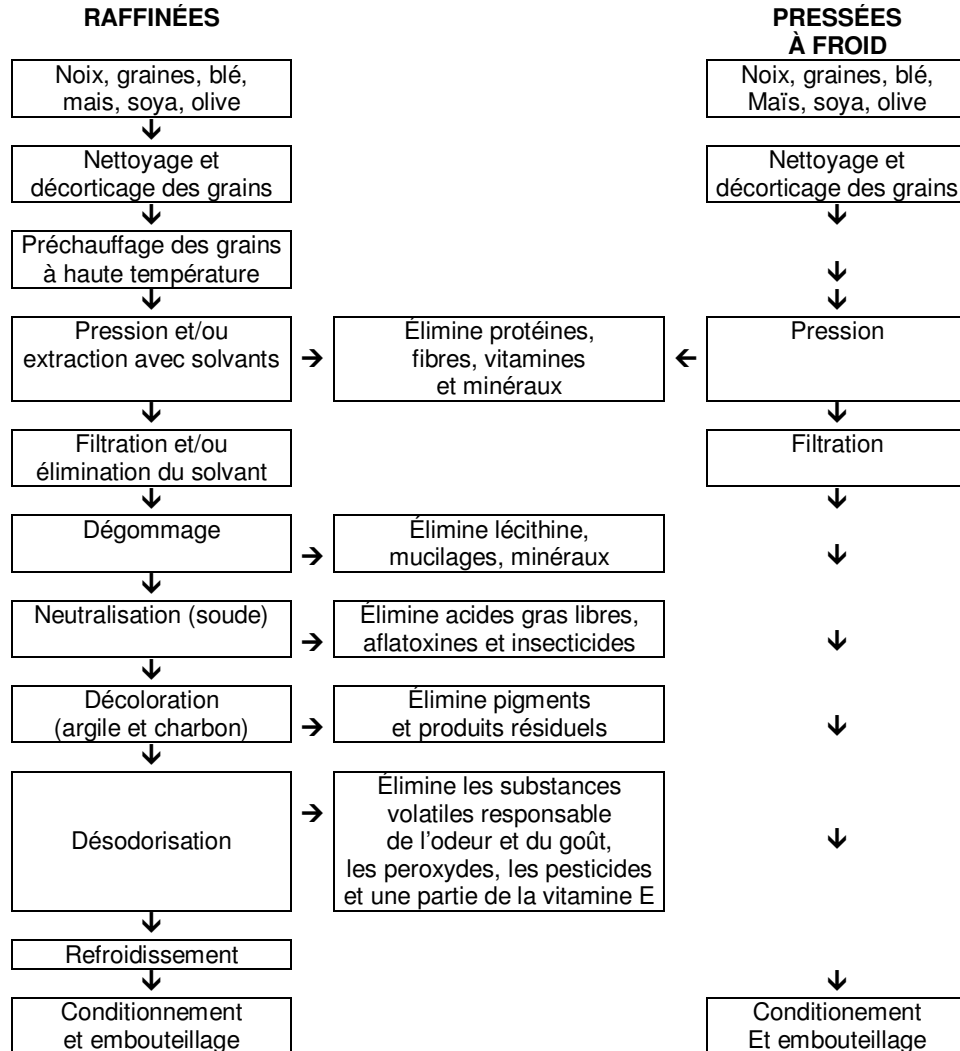 RAFFINÉES
Noix, graines, blé,
mais, soya, olive
Nettoyage et
décorticage des grains
Préchauffage des grains
à haute température
Pression et/ou
extraction avec solvants
Filtration et/ou
élimination du solvant
Dégommage
Neutralisation (soude)
Décoloration
(argile et charbon)
Désodorisation
Refroidissement
Conditionnement
et embouteillage
Élimine protéines,
fibres, vitamines
et minéraux
Élimine lécithine,
mucilages, minéraux
Élimine acides gras libres,
aflatoxines et insecticides
Élimine pigments
et produits résiduels
Élimine les substances
volatiles responsable
de l'odeur et du goût,
les peroxydes, les pesticides
et une partie de la vitamine E
PRESSÉES
À FROID
Noix, graines, blé,
Maïs, soya, olive
Nettoyage et
décorticage des grains
Pression
Filtration
Conditionement
Et embouteillage